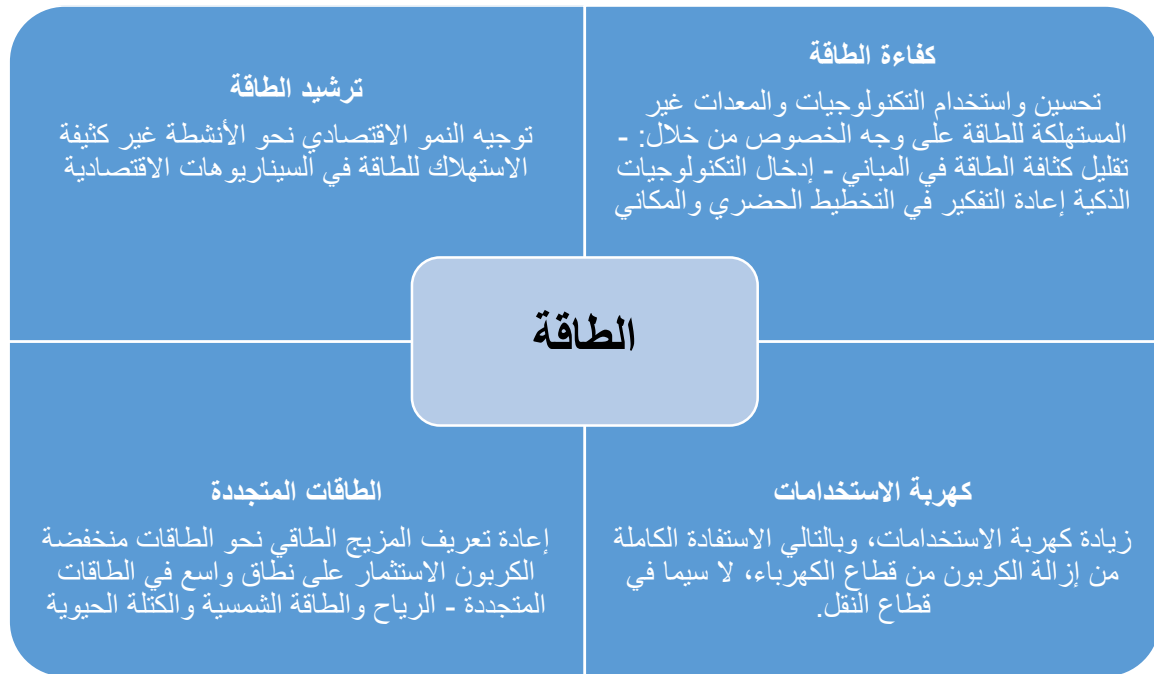 كفاءة الطاقة
تحسين واستخدام التكنولوجيات والمعدات غير
المستهلكة للطاقة على وجه الخصوص من خلال: -
تقليل كثافة الطاقة في المباني - إدخال التكنولوجيات
الذكية إعادة التفكير في التخطيط الحضري والمكاني
ترشيد الطاقة
توجيه النمو الاقتصادي نحو الأنشطة غير كثيفة
الاستهلاك للطاقة في السيناريوهات الاقتصادية
الطاقة
كهربة الاستخدامات
زيادة كهربة الاستخدامات، وبالتالي الاستفادة الكاملة
من إزالة الكربون من قطاع الكهرباء، لا سيما في
قطاع النقل.
الطاقات المتجددة
إعادة تعريف المزيج الطاقي نحو الطاقات منخفضة
الكربون الاستثمار على نطاق واسع في الطاقات
المتجددة - الرياح والطاقة الشمسية والكتلة الحيوية